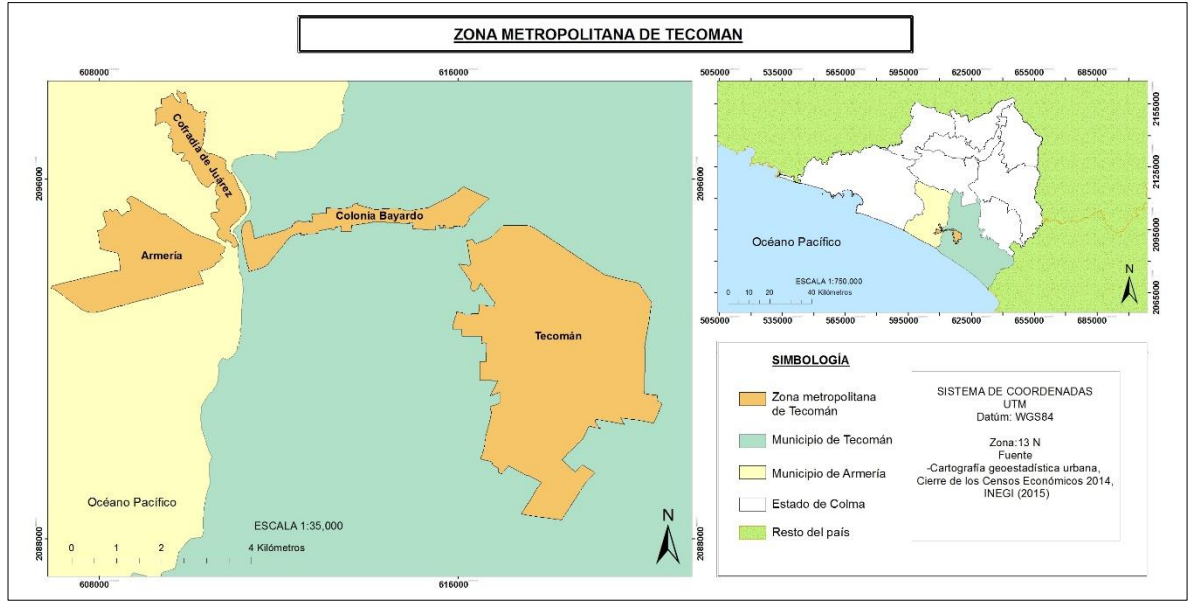 ZONA METROPOLITANA DE TECOMAN
608000
616000
2096000
2096000
2088000
2088000
Cofradía de Juárez
Colonia Bayardo
Armería
Tecomán
Océano Pacífico
ESCALA 1:35,000
0 1 2 4 Kilómetros
N
608000
616000
505000 535000 565000 595000 625000 655000 685000
2155000
2125000
2095000
2065000
Océano Pacífico
ESCALA 1:750,000
0 10 20 40 Kilómetros
N
505000 535000 565000 595000 625000 655000 685000
SIMBOLOGÍA
Zona metropolitana
de Tecomán
Municipio de Tecomán
Municipio de Armería
Estado de Colma
Resto del país
SISTEMA DE COORDENADAS
UTM
Datúm: WGS84
Zona:13 N
Fuente
-Cartografía geoestadística urbana,
Cierre de los Censos Económicos 2014,
INEGI (2015)